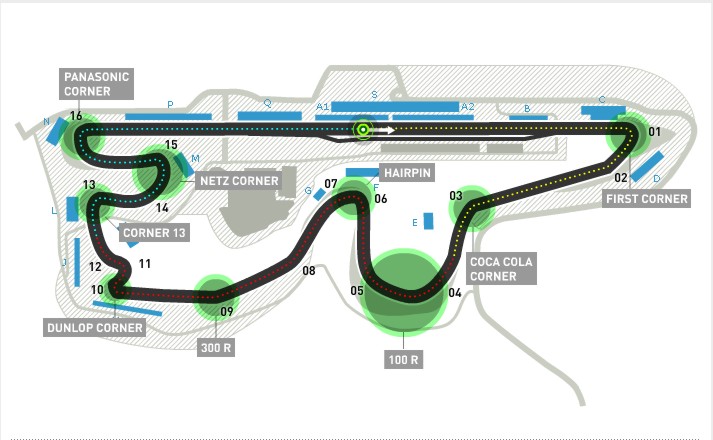 PANASONIC
CORNER
16
N
P
Q
A1
S
A2
B
C
01
02
D
FIRST CORNER
15
M
NETZ CORNER
14
13
L
CORNER 13
J
12
11
10
DUNLOP CORNER
09
300 R
08
G
07
F
HAIRPIN
06
05
100 R
04
E
03
COCA COLA
CORNER